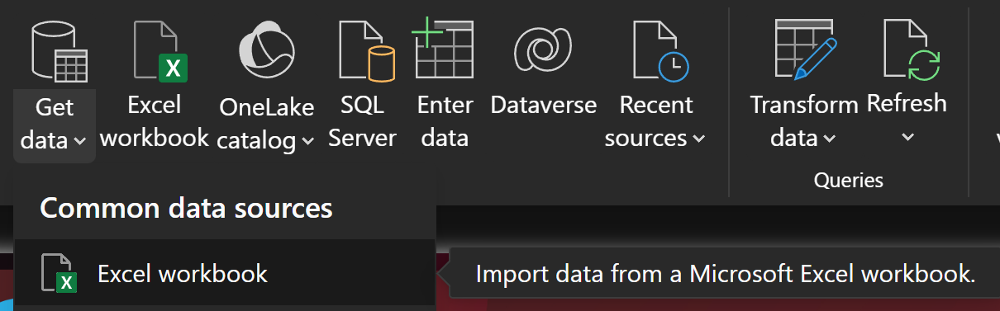 Get
data
Excel
workbook
OneLake
catalog
SQL
Server
Enter
data
Dataverse
Recent
sources
Transform
data
Refresh
Queries
Common data sources
X Excel workbook
Import data from a Microsoft Excel workbook.